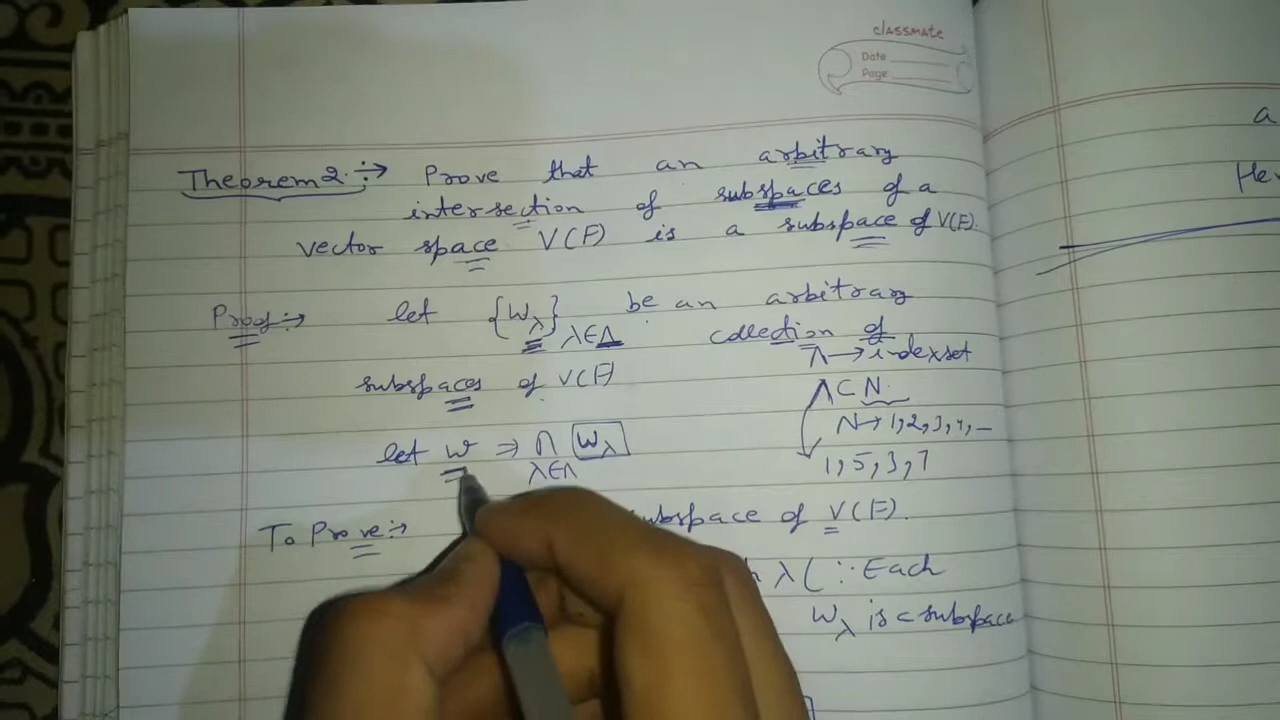 classmate
Date
Page
Theorem 2 :→ Prove that an arbitrary
intersection of subspaces of a
vector space V(F) is a subspace of V(F).
Proof :→ let {Wλ} λ∈Λ be an arbitrary
collection of
subspaces of V(F)
Λ → index set
Λ ⊂ N
N → 1, 2, 3, 4, —
1, 5, 3, 7
let W ⇒ ∩ Wλ
λ∈Λ
To Prove :→ subspace of V(F).
λ ( ∵ Each
Wλ is a subspace
a